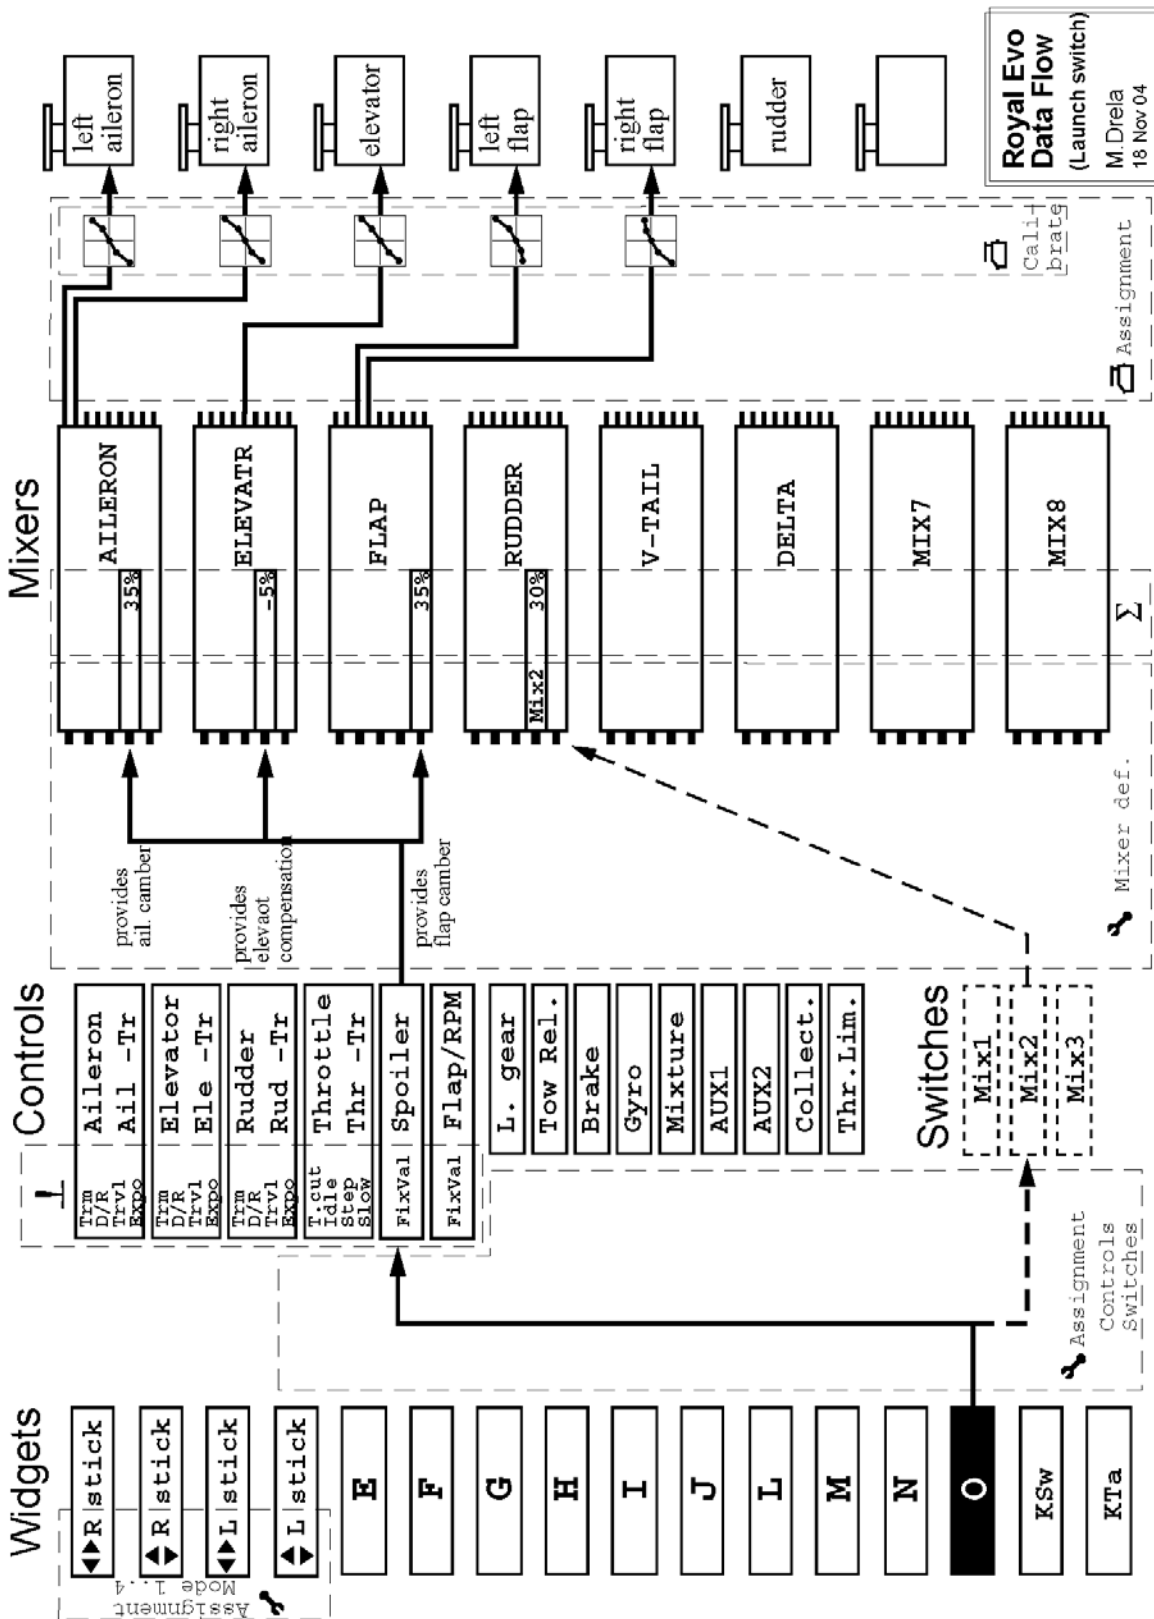 Widgets
R stick
R stick
L stick
L stick
Assignment
Mode 1..4
E
F
G
H
I
J
L
M
N
O
KSw
KTa
Assignment
Controls
Switches
Controls
Trm
D/R
Trvl
Expo
Aileron
Ail -Tr
Trm
D/R
Trvl
Expo
Elevator
Ele -Tr
Trm
D/R
Trvl
Expo
Rudder
Rud -Tr
T.cut
Idle
Step
Slow
Throttle
Thr -Tr
FixVal Spoiler
FixVal Flap/RPM
L. gear
Tow Rel.
Brake
Gyro
Mixture
AUX1
AUX2
Collect.
Thr.Lim.
Switches
Mix1
Mix2
Mix3
provides
ail. camber
provides
elevaot
compensation
provides
flap camber
Mixer def.
Mixers
AILERON
35%
ELEVATR
-5%
FLAP
35%
RUDDER
Mix2 30%
V-TAIL
DELTA
MIX7
MIX8
Σ
Assignment
Cali-
brate
left
aileron
right
aileron
elevator
left
flap
right
flap
rudder
Royal Evo
Data Flow
(Launch switch)
M.Drela
18 Nov 04